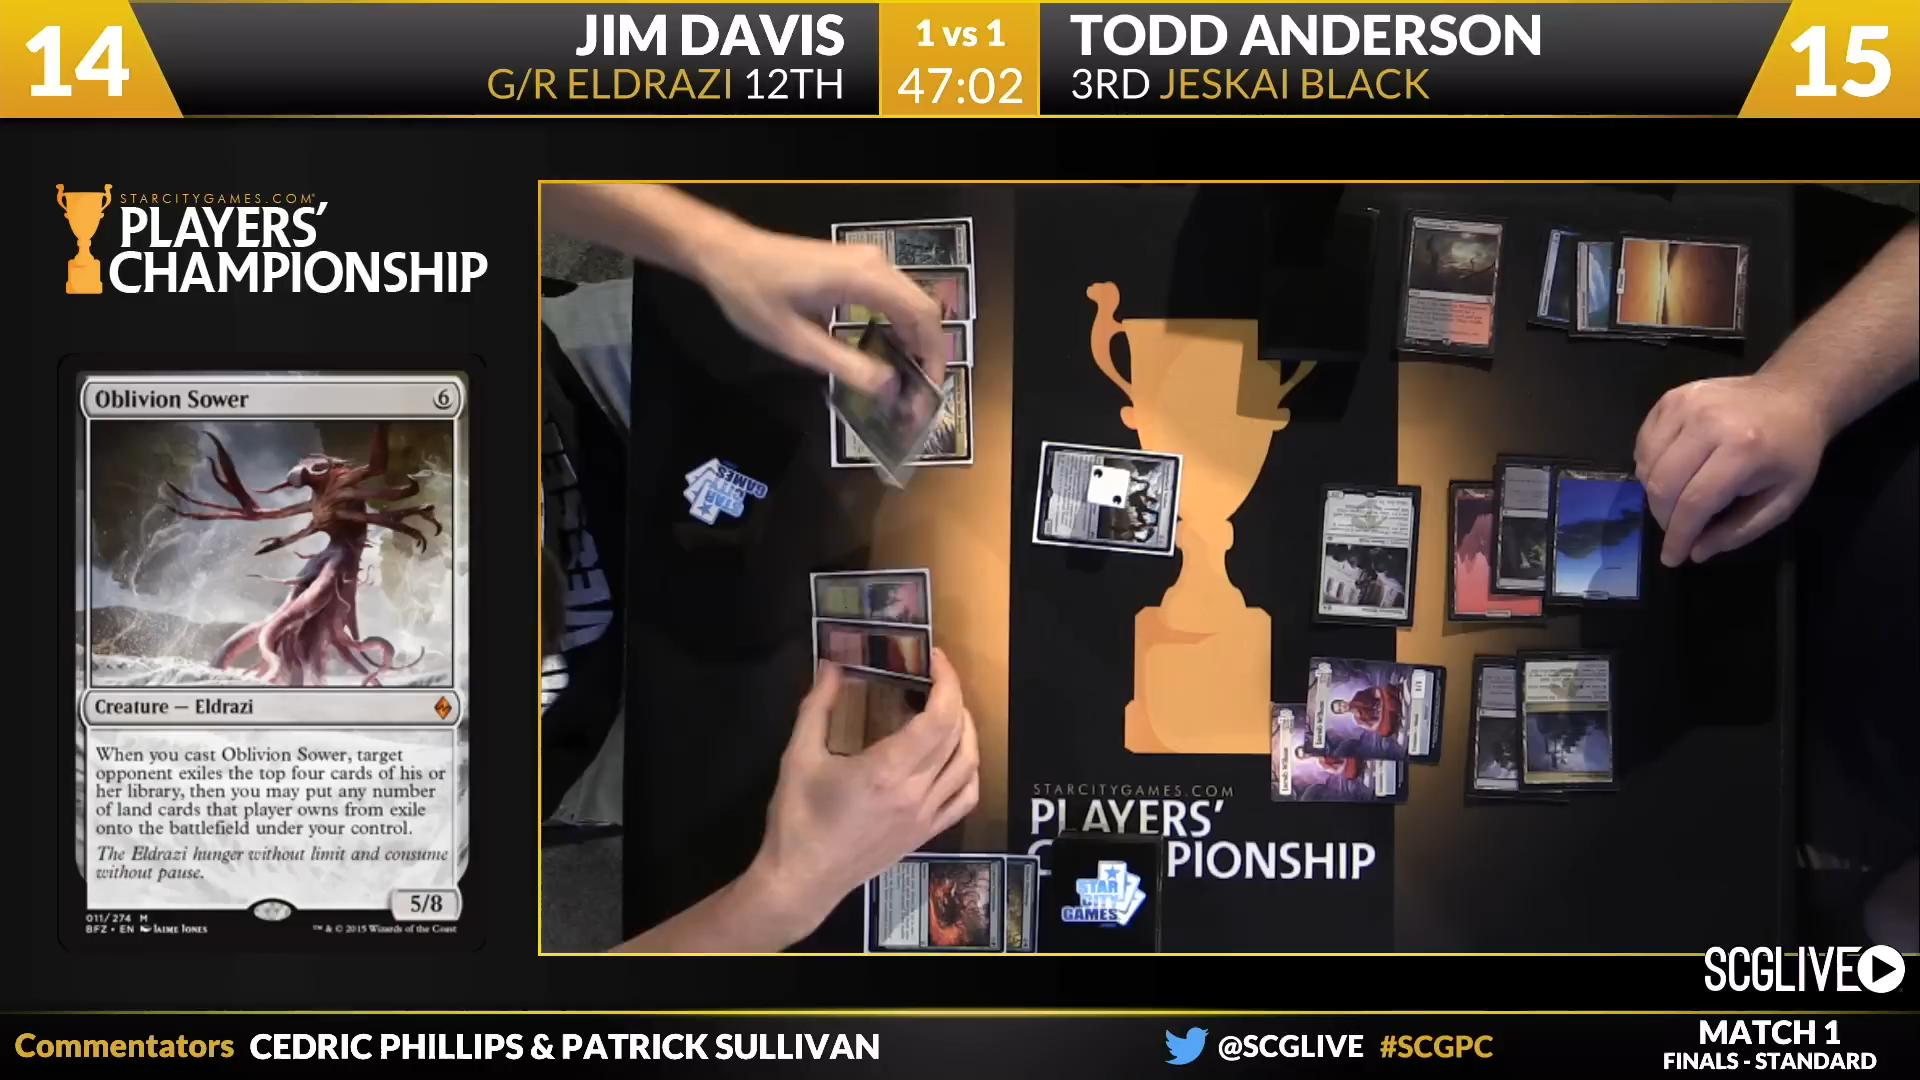 14
JIM DAVIS
G/R ELDRAZI 12TH
1 vs 1
47:02
TODD ANDERSON
3RD JESKAI BLACK
15
STARCITYGAMES.COM®
PLAYERS'
CHAMPIONSHIP
Oblivion Sower 6
Creature — Eldrazi
When you cast Oblivion Sower, target
opponent exiles the top four cards of his or
her library, then you may put any number
of land cards that player owns from exile
onto the battlefield under your control.
The Eldrazi hunger without limit and consume
without pause.
5/8
011/274 M
BFZ • EN JAIME JONES
™ & © 2015 Wizards of the Coast
STAR
CITY
GAMES
STARCITYGAMES.COM
PLAYERS'
PIONSHIP
STAR
CITY
GAMES
SCGLIVE
Commentators CEDRIC PHILLIPS & PATRICK SULLIVAN
@SCGLIVE #SCGPC
MATCH 1
FINALS - STANDARD